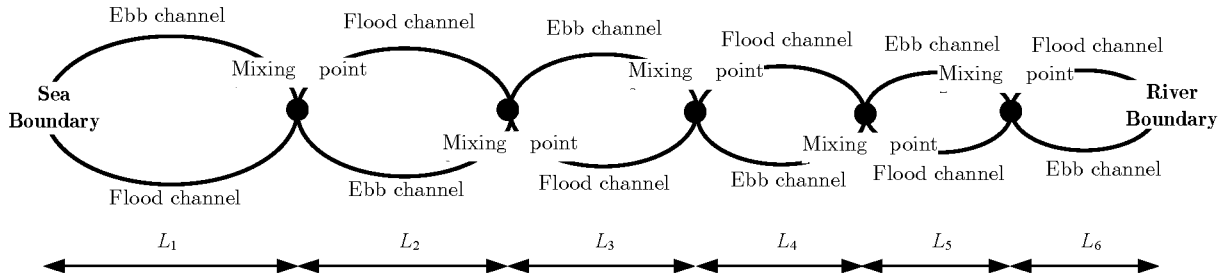 Ebb channel
Flood channel
Ebb channel
Flood channel
Ebb channel
Flood channel
Mixing point
Mixing point
Mixing point
Sea
Boundary
River
Boundary
Mixing point
Mixing point
Flood channel
Ebb channel
Flood channel
Ebb channel
Flood channel
Ebb channel
L1
L2
L3
L4
L5
L6